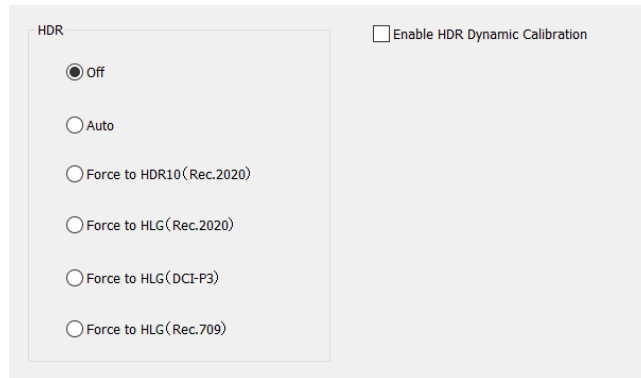 HDR
Enable HDR Dynamic Calibration
Off
Auto
Force to HDR10(Rec.2020)
Force to HLG(Rec.2020)
Force to HLG(DCI-P3)
Force to HLG(Rec.709)